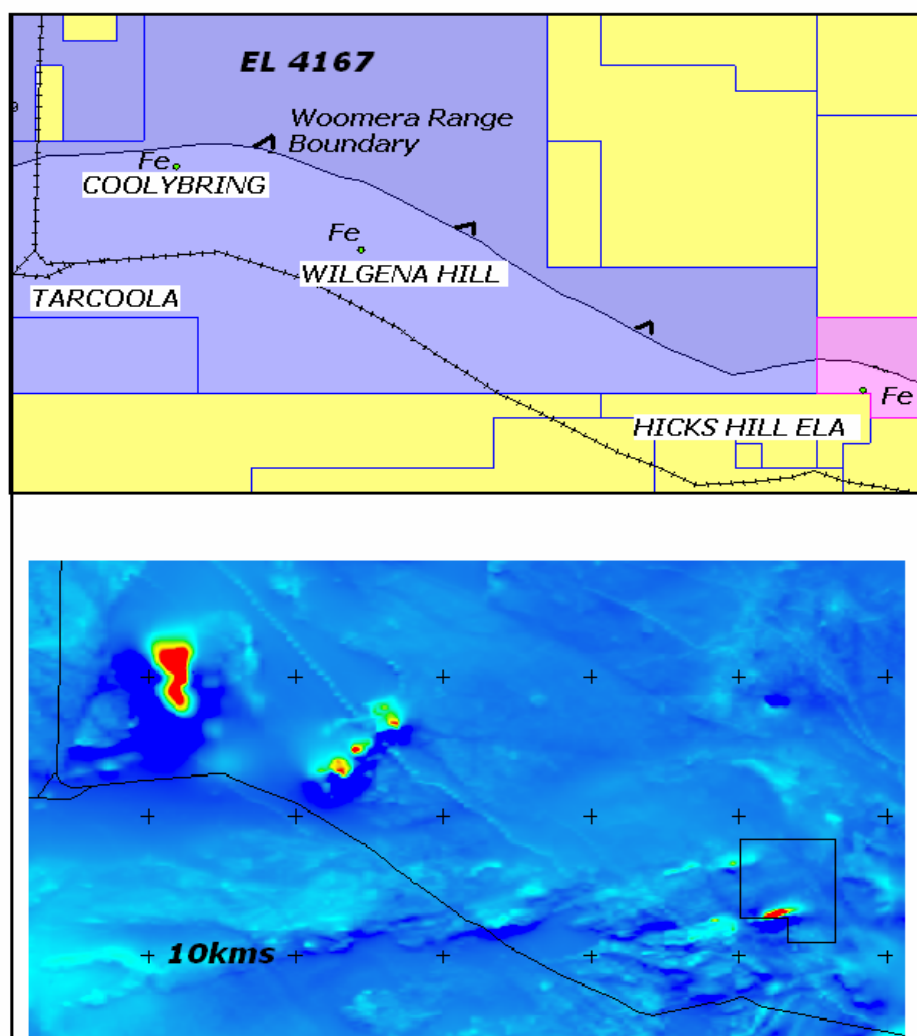 EL 4167
Woomera Range
Boundary
Fe
COOLYBRING
Fe
WILGENA HILL
TARCOOLA
Fe
HICKS HILL ELA
10kms